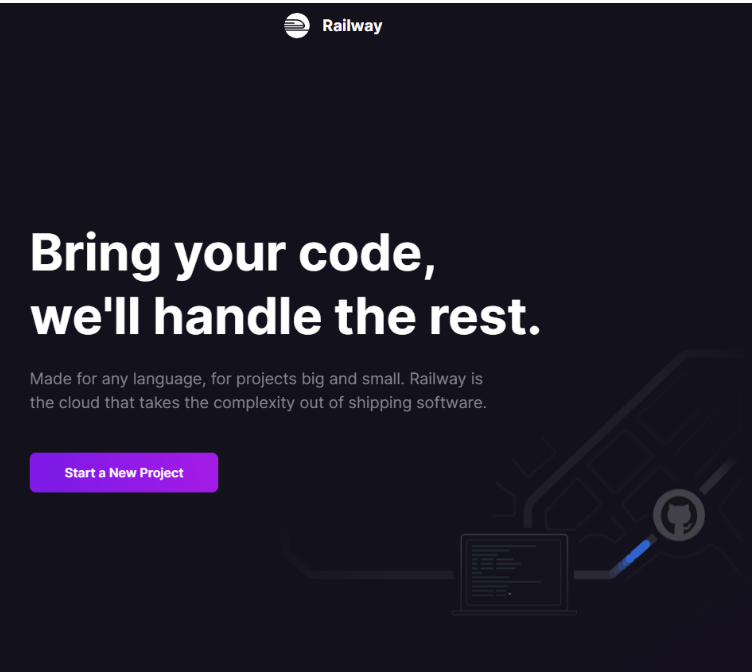 Railway
Bring your code,
we'll handle the rest.
Made for any language, for projects big and small. Railway is
the cloud that takes the complexity out of shipping software.
Start a New Project